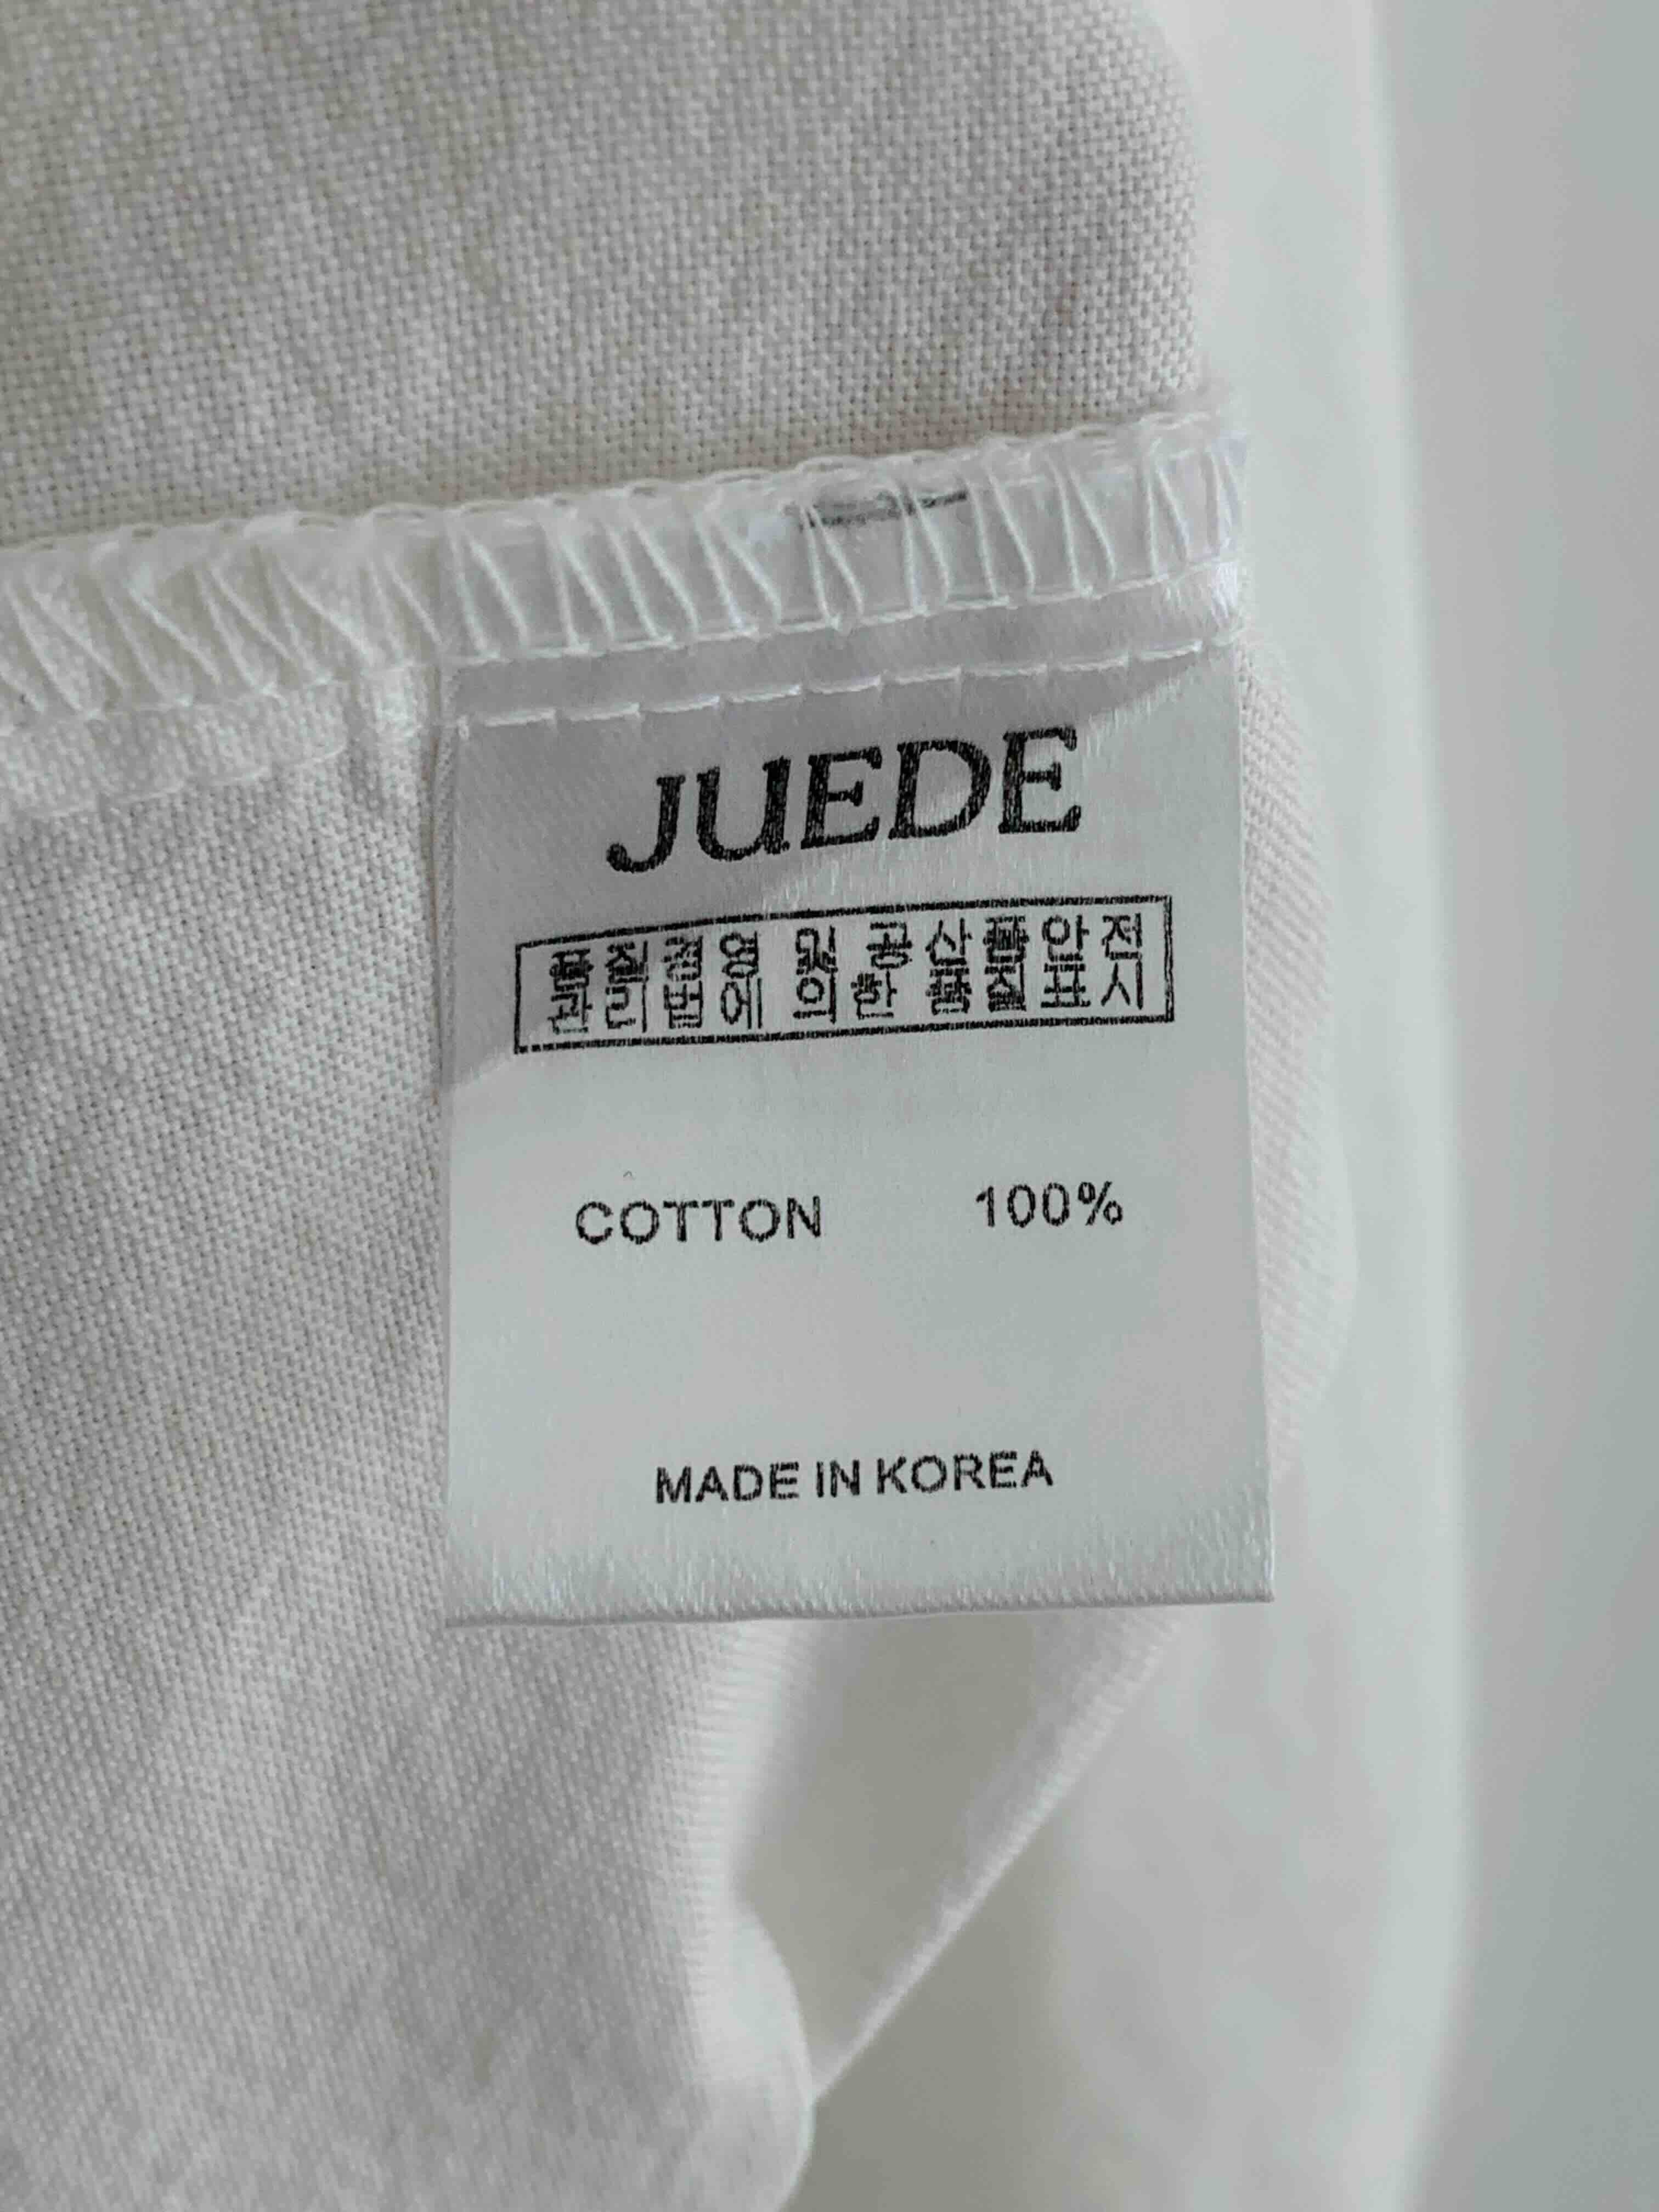 JUEDE
품질경영 및 공산품안전
관리법에 의한 품질표시
COTTON 100%
MADE IN KOREA